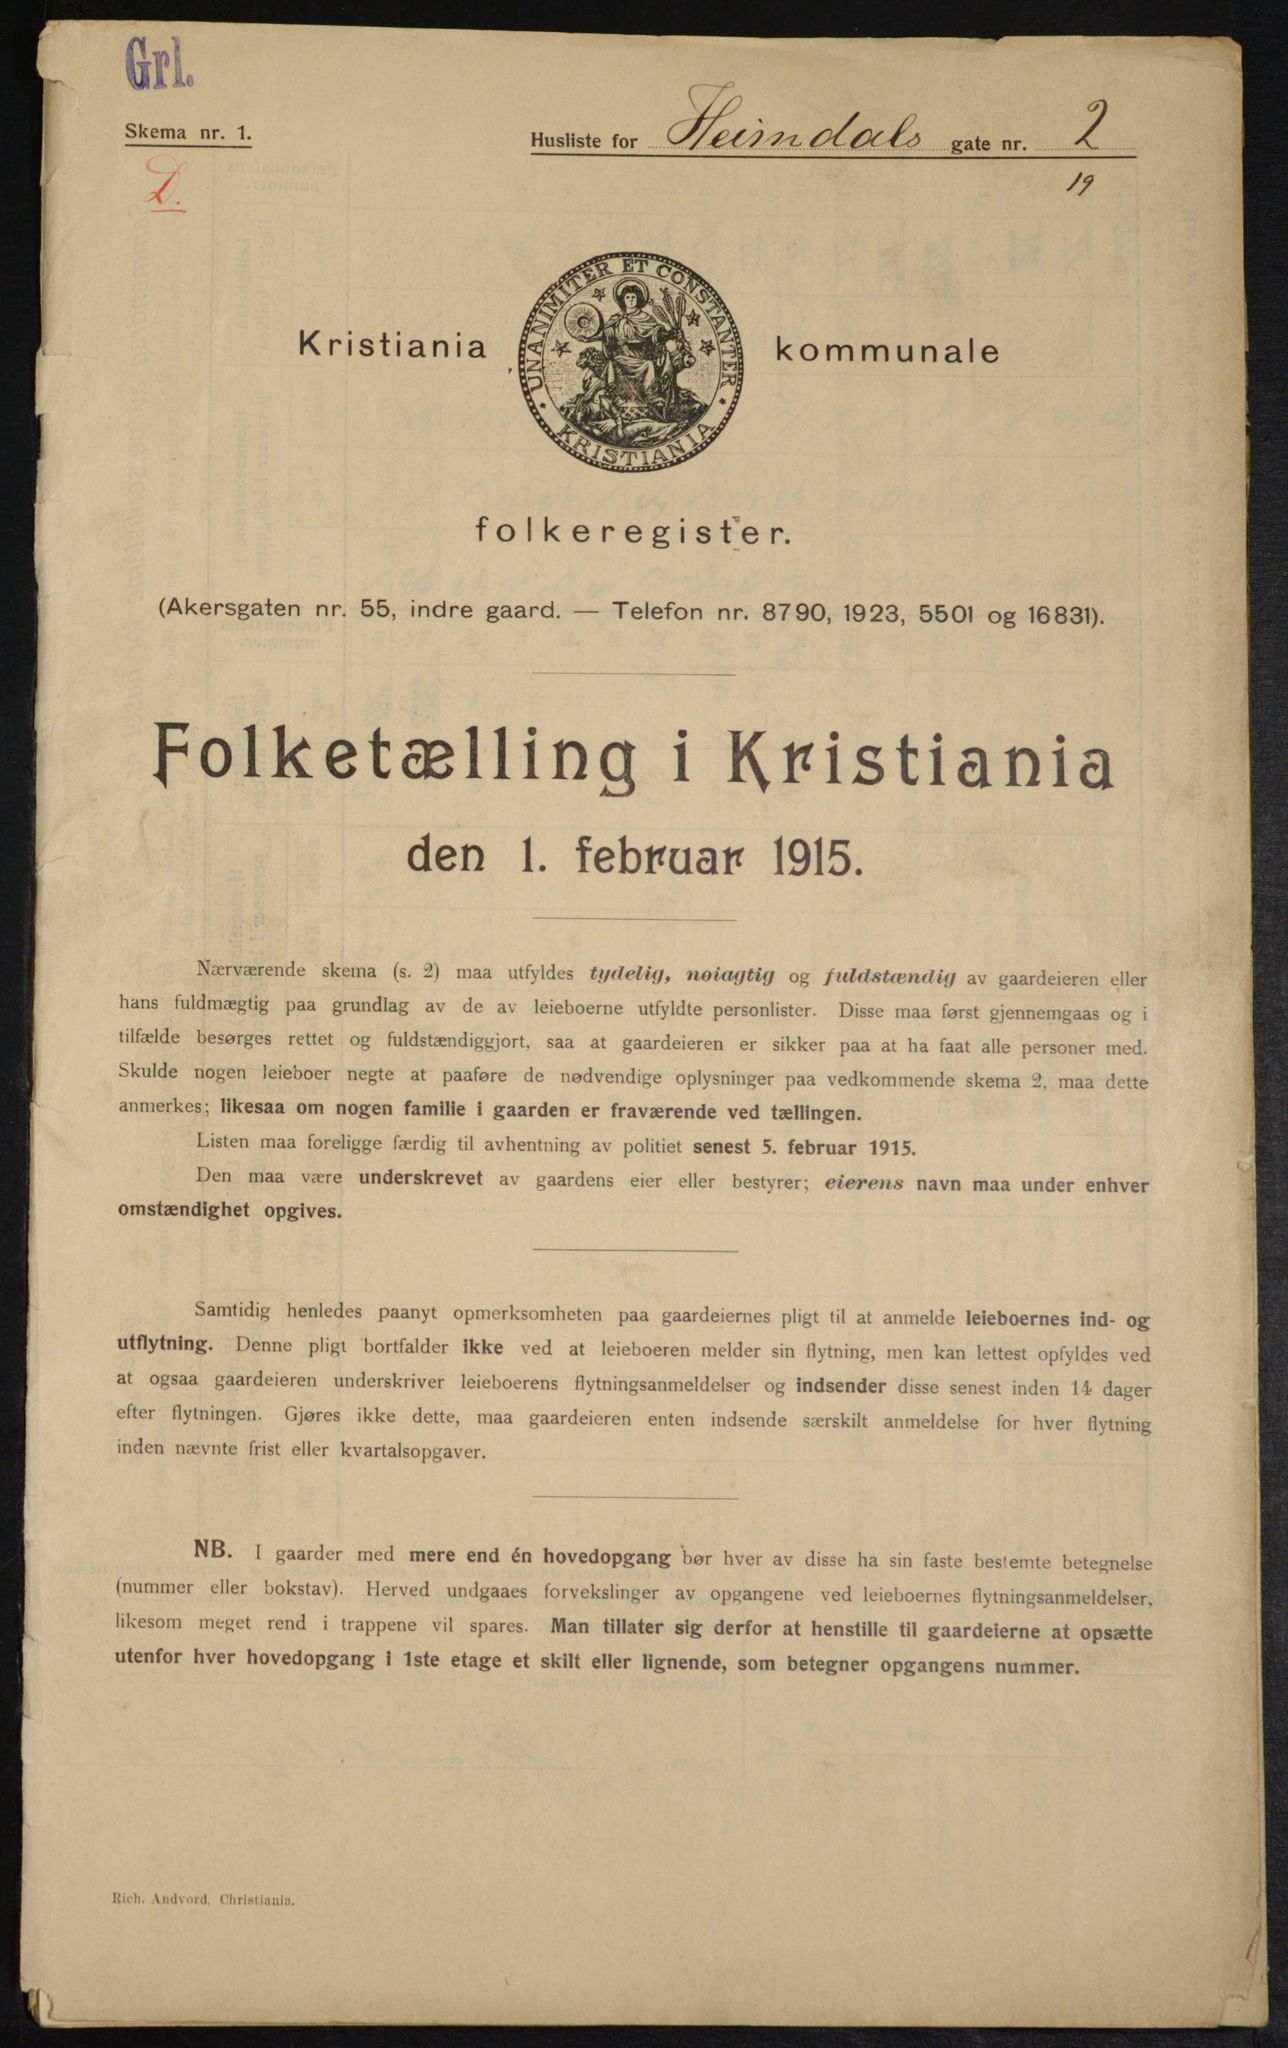 Grl.
Skema nr. 1.
D.
Husliste for Heimdals gate nr. 2
19
Kristiania kommunale
UNANIMITER ET CONSTANTER
KRISTIANIA
folkeregister.
(Akersgaten nr. 55, indre gaard. — Telefon nr. 8790, 1923, 5501 og 16831).
Folketælling i Kristiania
den 1. februar 1915.
Nærværende skema (s. 2) maa utfyldes tydelig, nøiagtig og fuldstændig av gaardeieren eller
hans fuldmægtig paa grundlag av de av leieboerne utfyldte personlister. Disse maa først gjennemgaas og i
tilfælde besørges rettet og fuldstændiggjort, saa at gaardeieren er sikker paa at ha faat alle personer med.
Skulde nogen leieboer negte at paaføre de nødvendige oplysninger paa vedkommende skema 2, maa dette
anmerkes; likesaa om nogen familie i gaarden er fraværende ved tællingen.
Listen maa foreligge færdig til avhentning av politiet senest 5. februar 1915.
Den maa være underskrevet av gaardens eier eller bestyrer; eierens navn maa under enhver
omstændighet opgives.
Samtidig henledes paanyt opmerksomheten paa gaardeiernes pligt til at anmelde leieboernes ind- og
utflytning. Denne pligt bortfalder ikke ved at leieboeren melder sin flytning, men kan lettest opfyldes ved
at ogsaa gaardeieren underskriver leieboerens flytningsanmeldelser og indsender disse senest inden 14 dager
efter flytningen. Gjøres ikke dette, maa gaardeieren enten indsende særskilt anmeldelse for hver flytning
inden nævnte frist eller kvartalsopgaver.
NB. I gaarder med mere end én hovedopgang bør hver av disse ha sin faste bestemte betegnelse
(nummer eller bokstav). Herved undgaaes forvekslinger av opgangene ved leieboernes flytningsanmeldelser,
likesom meget rend i trappene vil spares. Man tillater sig derfor at henstille til gaardeierne at opsætte
utenfor hver hovedopgang i 1ste etage et skilt eller lignende, som betegner opgangens nummer.
Rich. Andvord, Christiania.